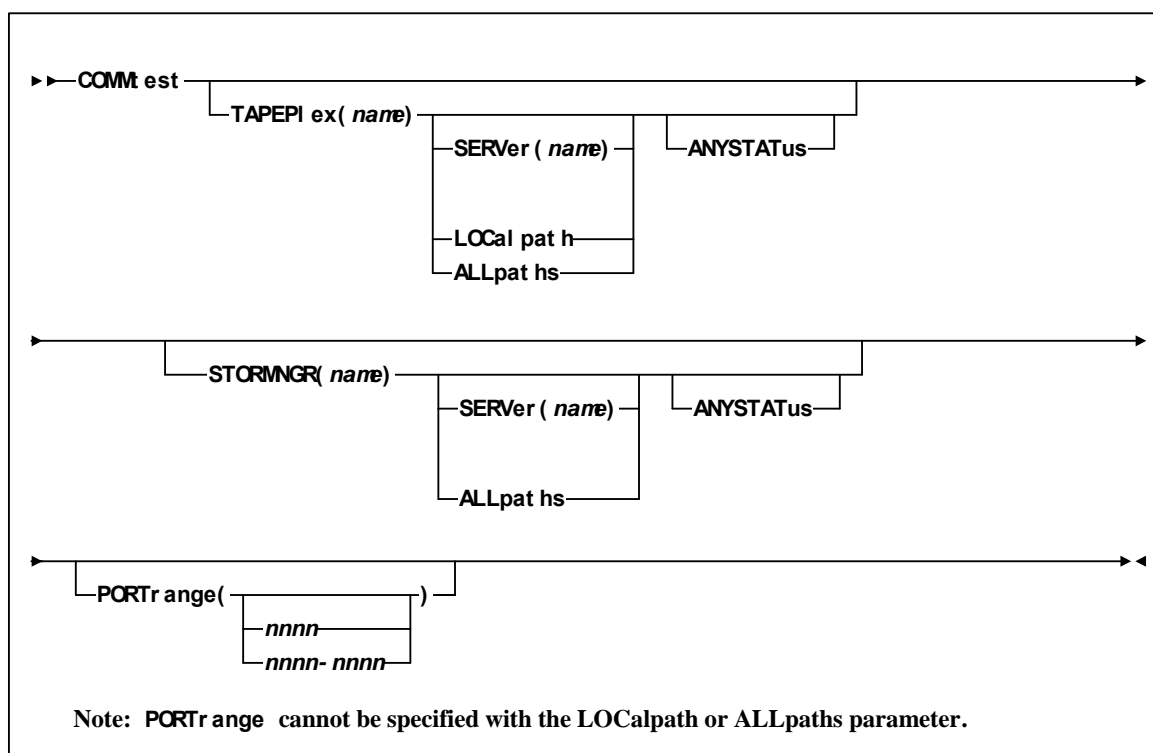 COMMtest
TAPEPlex(name)
SERVer(name)
ANYSTATus
LOCalpath
ALLpaths
STORMNGR(name)
SERVer(name)
ANYSTATus
ALLpaths
PORTrange( )
nnnn
nnnn-nnnn
Note: PORTrange cannot be specified with the LOCalpath or ALLpaths parameter.